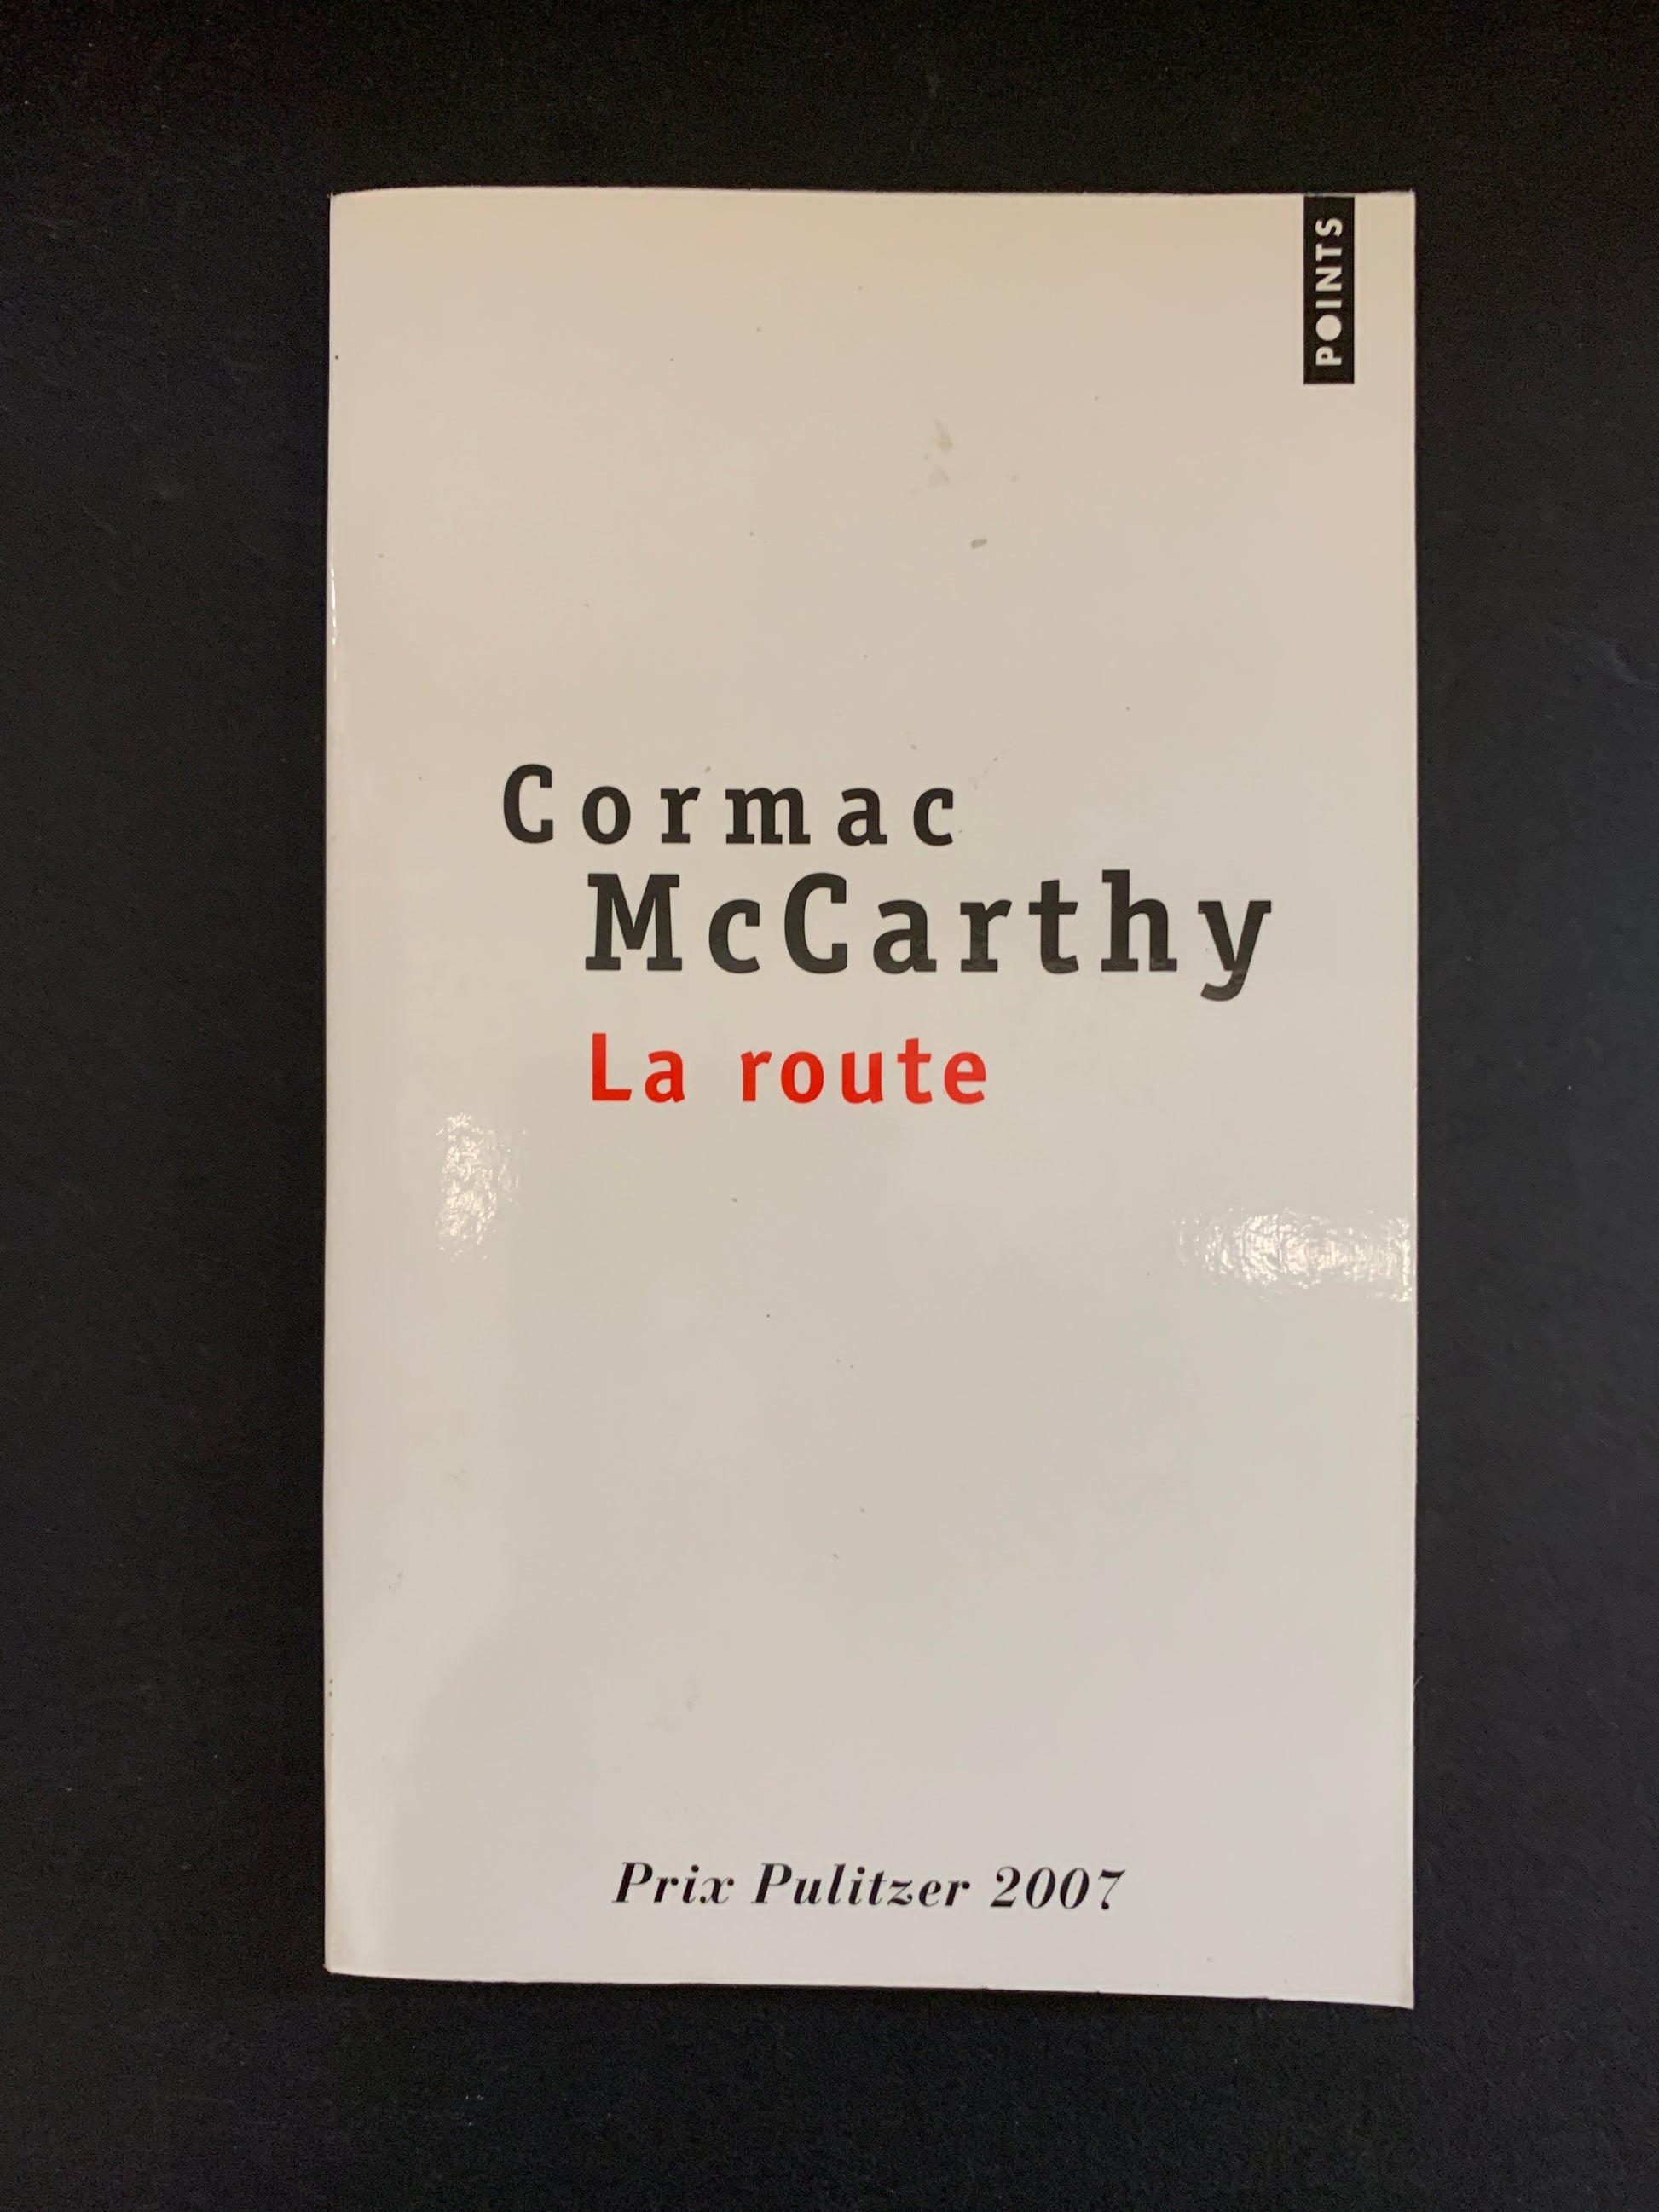 POINTS
Cormac
McCarthy
La route
Prix Pulitzer 2007